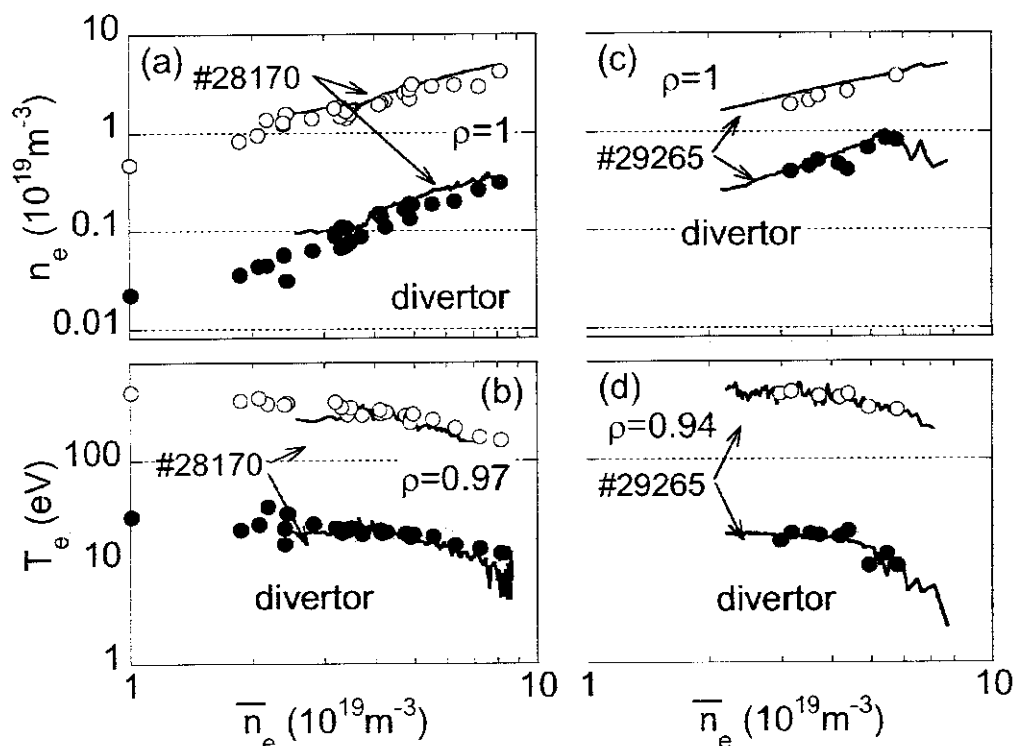 10
(a)
#28170
1
ρ=1
0.1
divertor
0.01
n_e (10^19 m^-3)
(c)
ρ=1
#29265
divertor
(b)
100
#28170
ρ=0.97
10
divertor
1
T_e (eV)
1
10
n̅_e (10^19 m^-3)
(d)
ρ=0.94
#29265
divertor
1
10
n̅_e (10^19 m^-3)